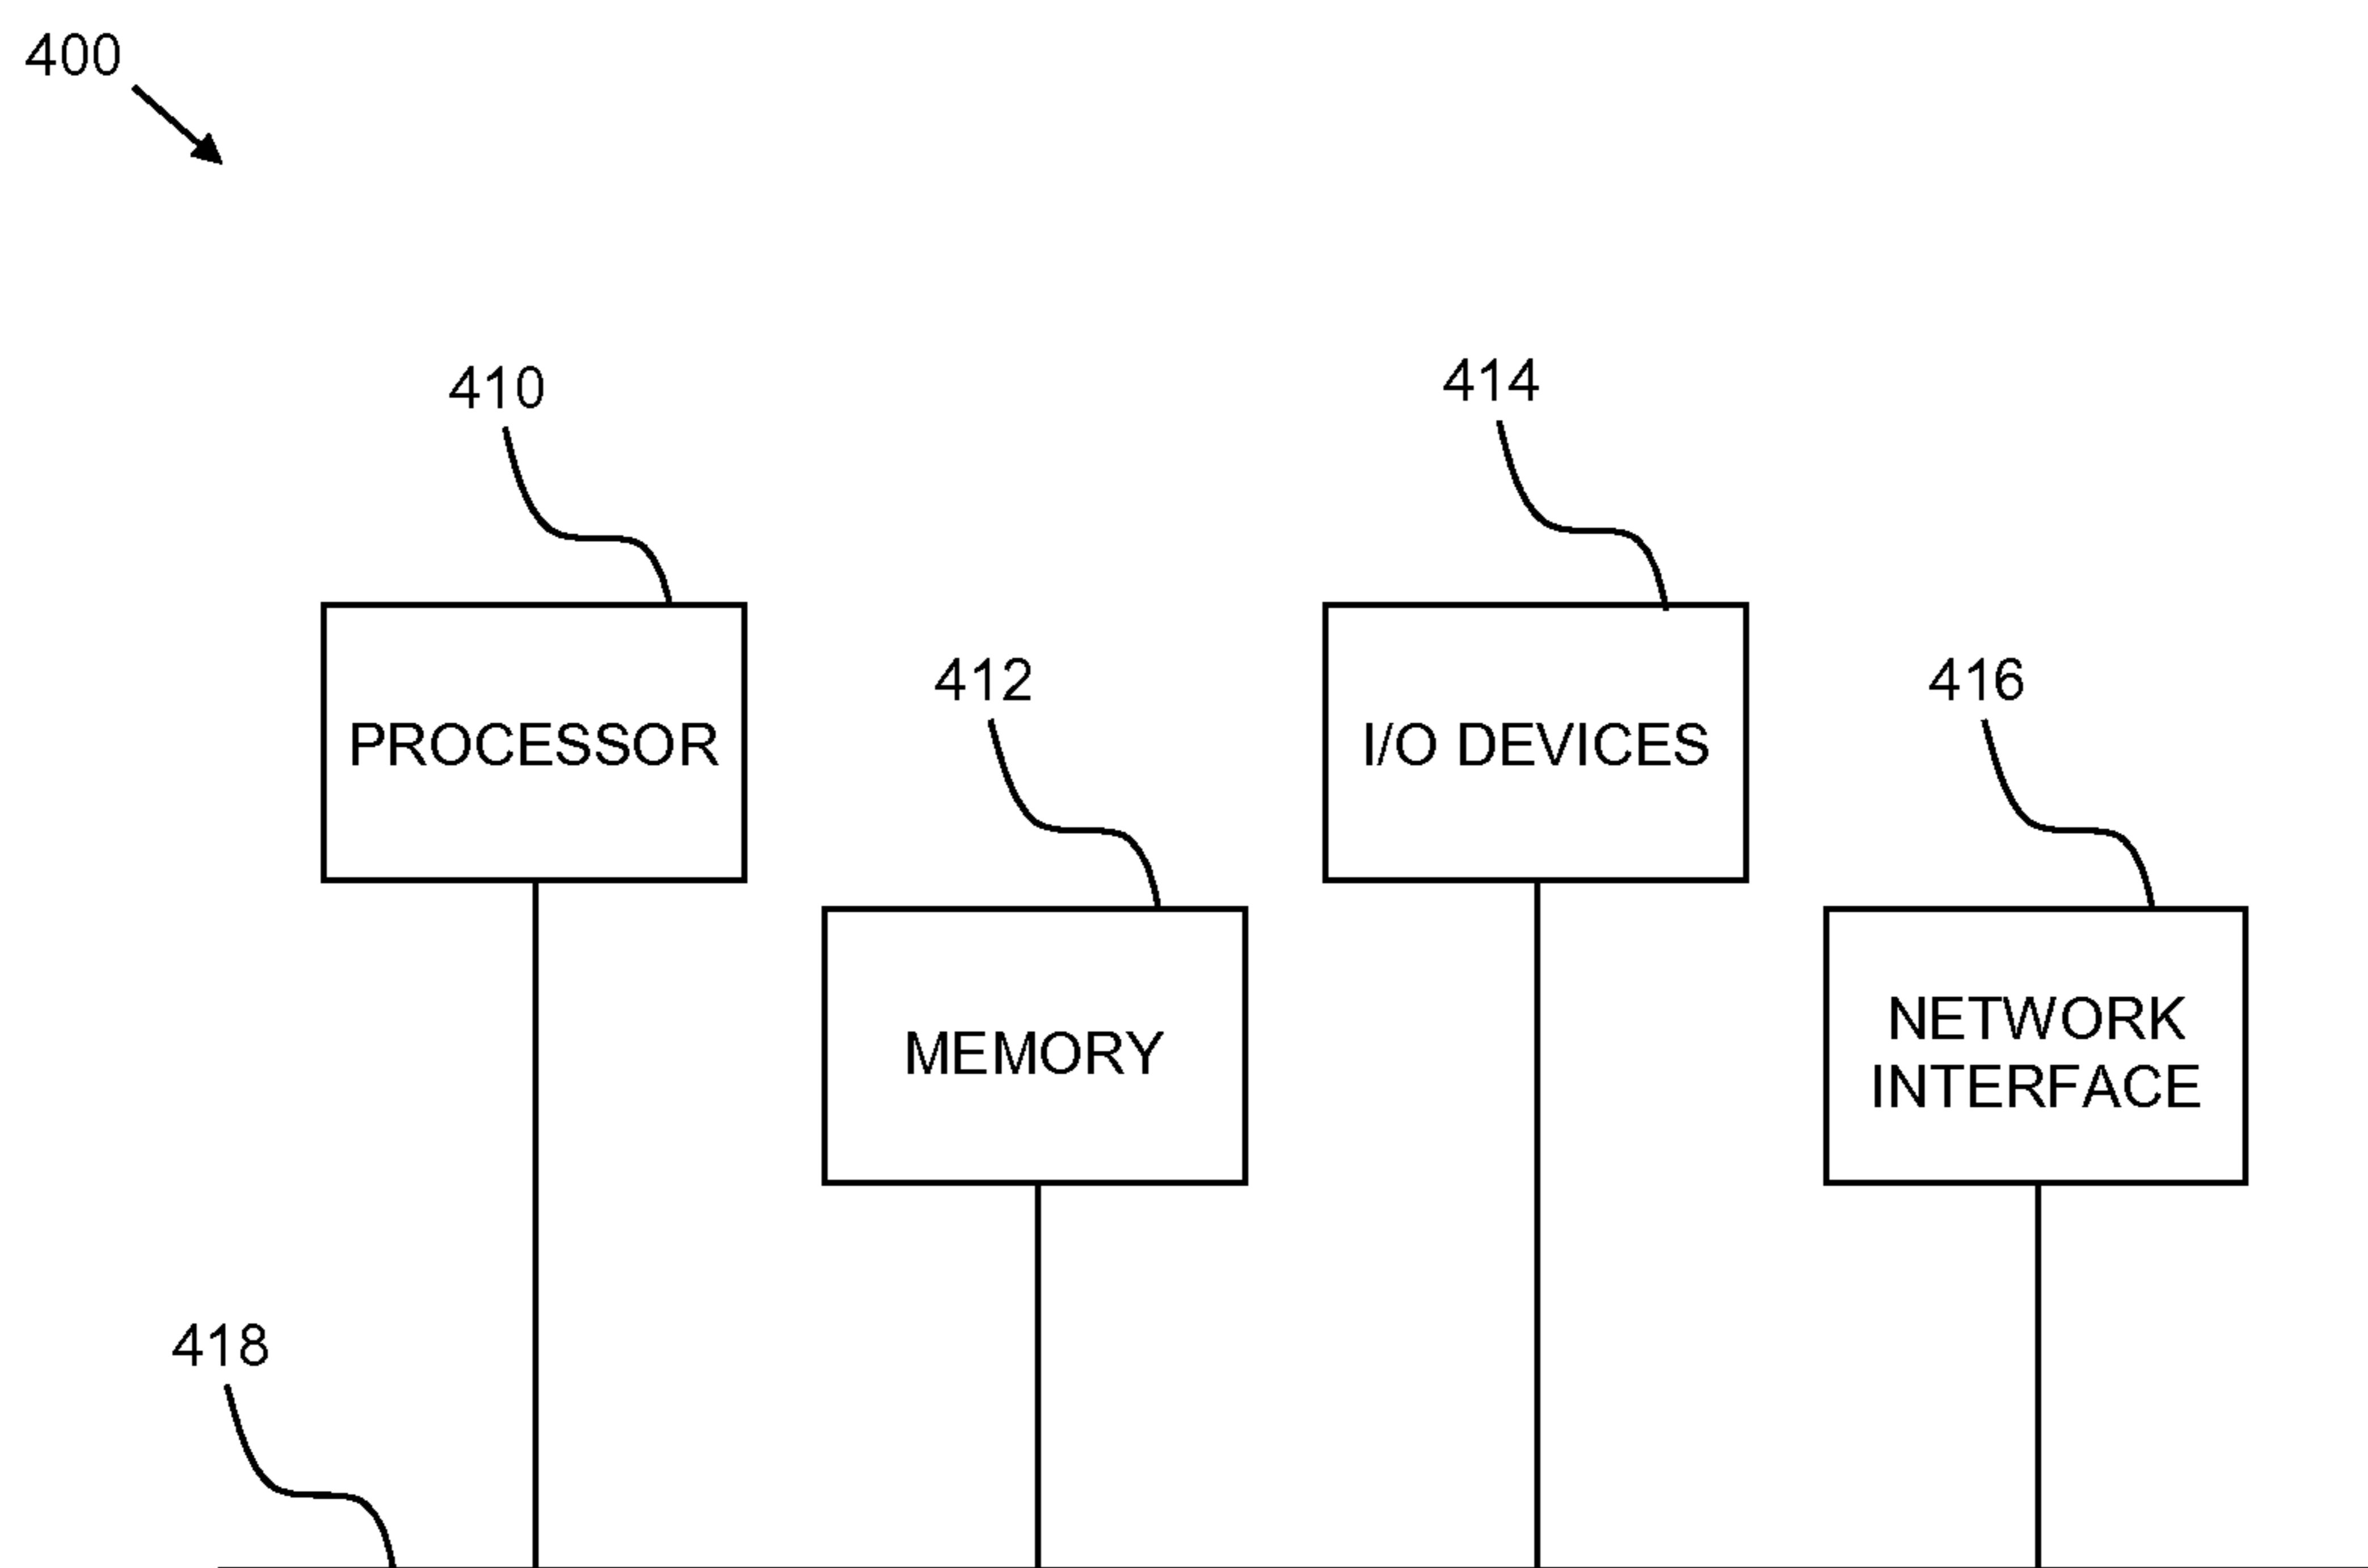 400
410
414
412
416
PROCESSOR
I/O DEVICES
MEMORY
NETWORK
INTERFACE
418